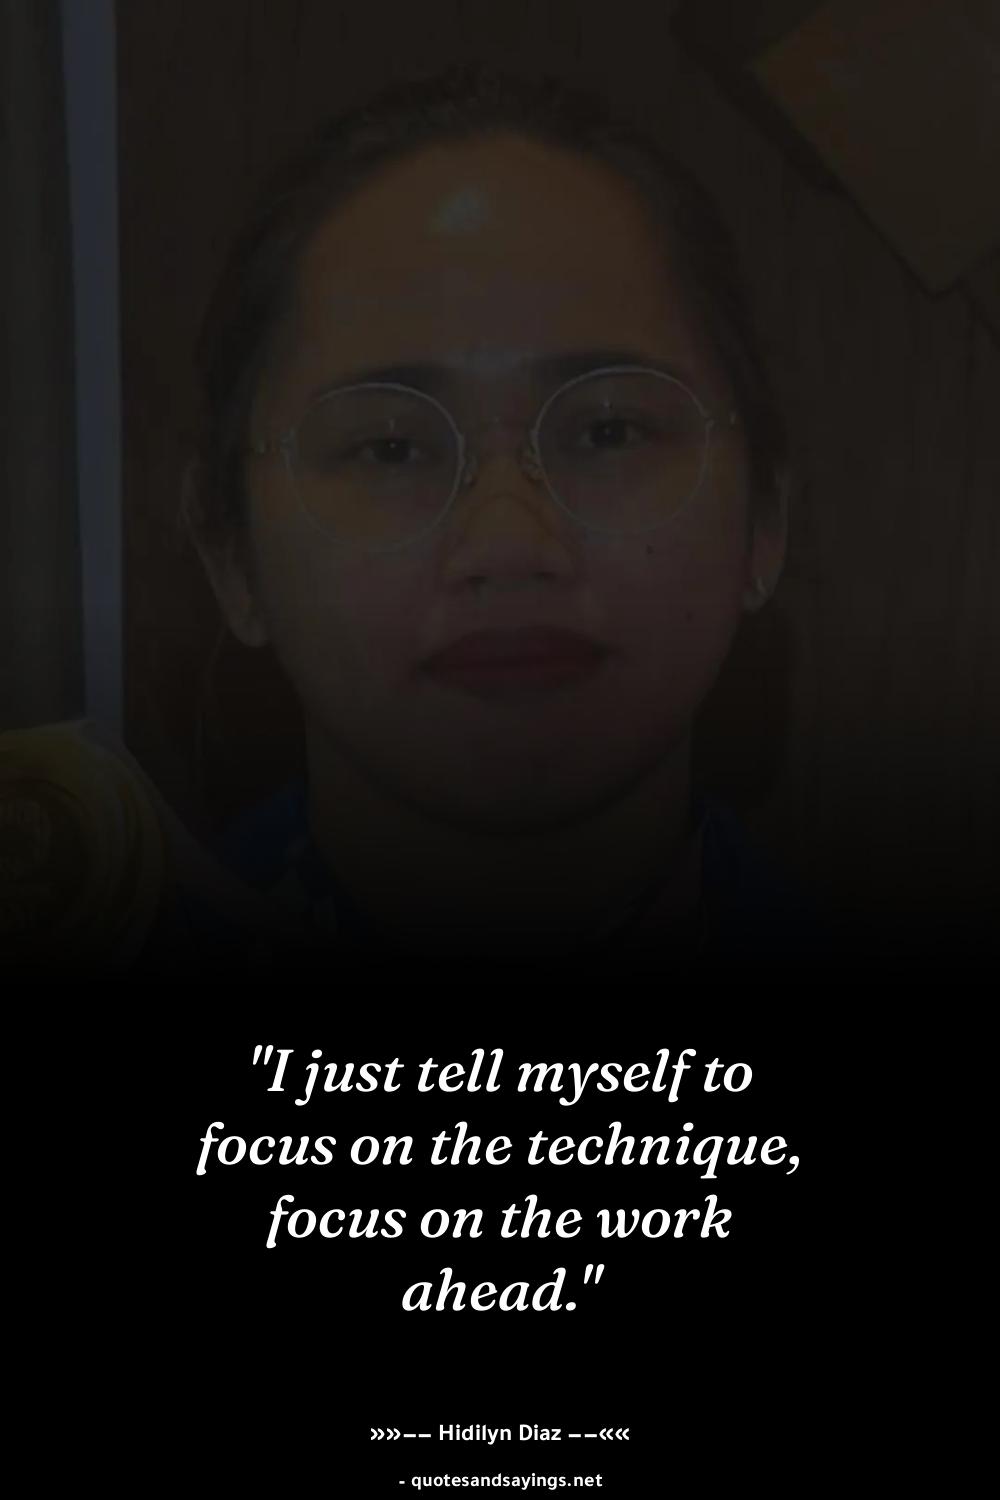 "I just tell myself to
focus on the technique,
focus on the work
ahead."
»»–– Hidilyn Diaz ––««
- quotesandsayings.net